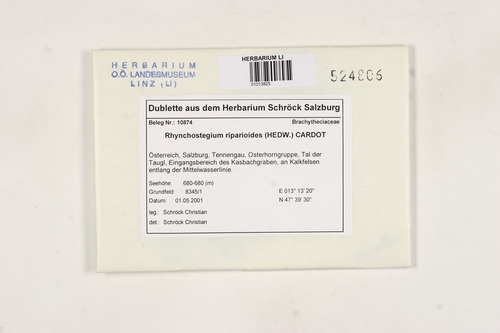 HERBARIUM
O.Ö. LANDESMUSEUM
LINZ (LI)
HERBARIUM LI
01013825
524806
Dublette aus dem Herbarium Schröck Salzburg
Beleg Nr.: 10874 Brachytheciaceae
Rhynchostegium riparioides (HEDW.) CARDOT
Österreich, Salzburg, Tennengau, Osterhorngruppe, Tal der
Taugl, Eingangsbereich des Kasbachgraben, an Kalkfelsen
entlang der Mittelwasserlinie.
Seehöhe: 680-680 (m) E 013° 13' 20"
Grundfeld: 8345/1 N 47° 39' 30"
Datum: 01.05.2001
leg.: Schröck Christian
det.: Schröck Christian